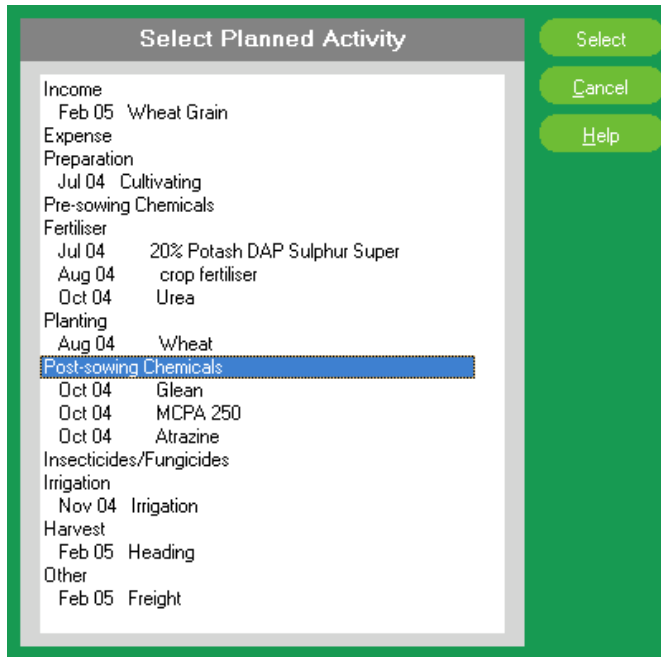 Select Planned Activity
Income
Feb 05 Wheat Grain
Expense
Preparation
Jul 04 Cultivating
Pre-sowing Chemicals
Fertiliser
Jul 04 20% Potash DAP Sulphur Super
Aug 04 crop fertiliser
Oct 04 Urea
Planting
Aug 04 Wheat
Post-sowing Chemicals
Oct 04 Glean
Oct 04 MCPA 250
Oct 04 Atrazine
Insecticides/Fungicides
Irrigation
Nov 04 Irrigation
Harvest
Feb 05 Heading
Other
Feb 05 Freight
Select
Cancel
Help